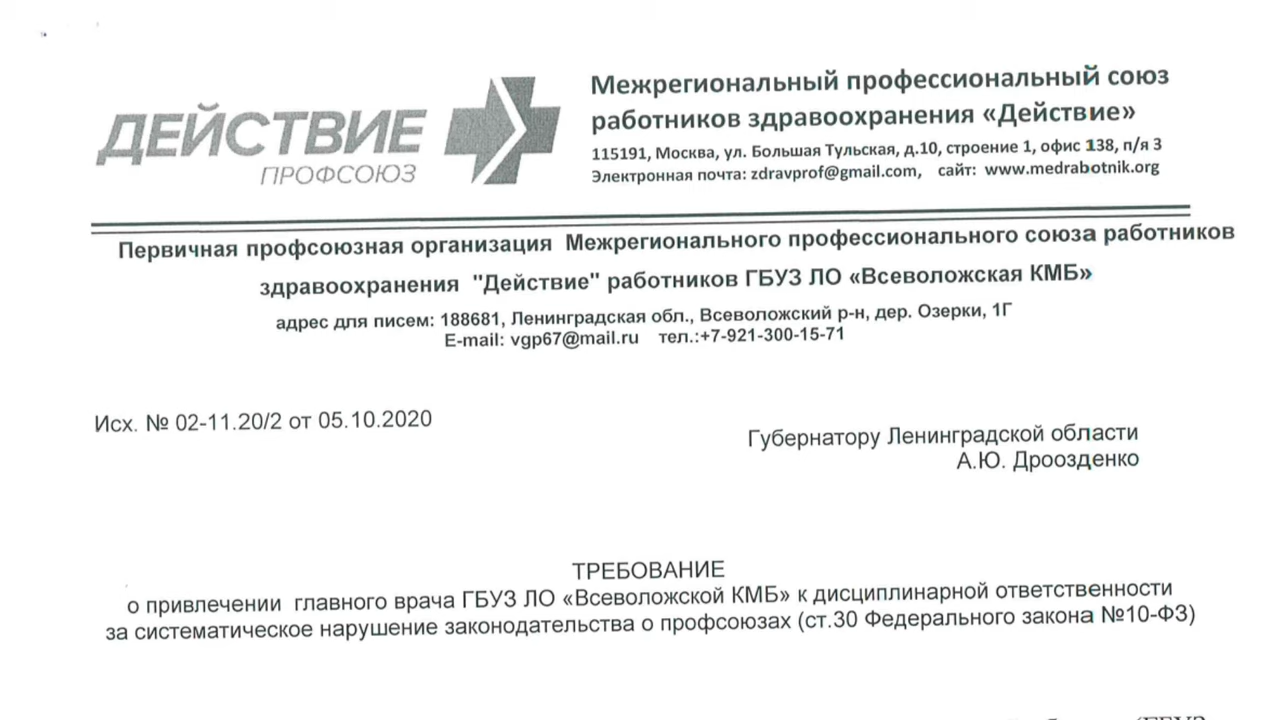 ДЕЙСТВИЕ
ПРОФСОЮЗ
Межрегиональный профессиональный союз
работников здравоохранения «Действие»
115191, Москва, ул. Большая Тульская, д.10, строение 1, офис 138, п/я 3
Электронная почта: zdravprof@gmail.com, сайт: www.medrabotnik.org
Первичная профсоюзная организация Межрегионального профессионального союза работников
здравоохранения "Действие" работников ГБУЗ ЛО «Всеволожская КМБ»
адрес для писем: 188681, Ленинградская обл., Всеволожский р-н, дер. Озерки, 1Г
E-mail: vgp67@mail.ru тел.:+7-921-300-15-71
Исх. № 02-11.20/2 от 05.10.2020
Губернатору Ленинградской области
А.Ю. Дроозденко
ТРЕБОВАНИЕ
о привлечении главного врача ГБУЗ ЛО «Всеволожской КМБ» к дисциплинарной ответственности
за систематическое нарушение законодательства о профсоюзах (ст.30 Федерального закона №10-ФЗ)